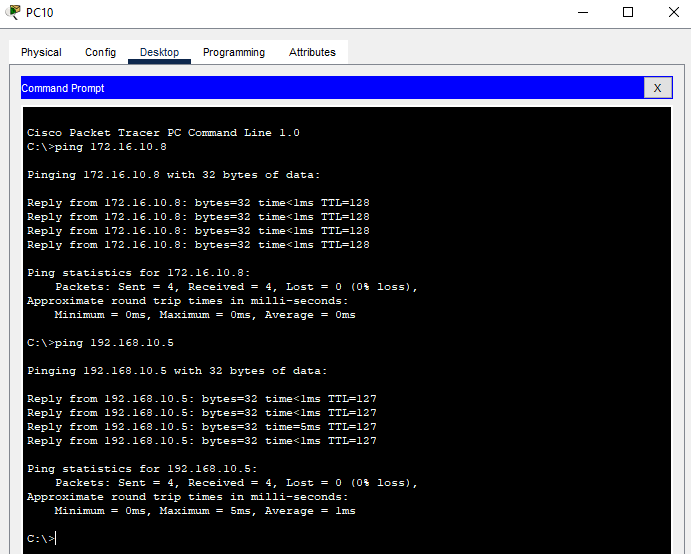 PC10
Physical Config Desktop Programming Attributes
Command Prompt X
Cisco Packet Tracer PC Command Line 1.0
C:\>ping 172.16.10.8
Pinging 172.16.10.8 with 32 bytes of data:
Reply from 172.16.10.8: bytes=32 time<1ms TTL=128
Reply from 172.16.10.8: bytes=32 time<1ms TTL=128
Reply from 172.16.10.8: bytes=32 time<1ms TTL=128
Reply from 172.16.10.8: bytes=32 time<1ms TTL=128
Ping statistics for 172.16.10.8:
    Packets: Sent = 4, Received = 4, Lost = 0 (0% loss),
Approximate round trip times in milli-seconds:
    Minimum = 0ms, Maximum = 0ms, Average = 0ms
C:\>ping 192.168.10.5
Pinging 192.168.10.5 with 32 bytes of data:
Reply from 192.168.10.5: bytes=32 time<1ms TTL=127
Reply from 192.168.10.5: bytes=32 time<1ms TTL=127
Reply from 192.168.10.5: bytes=32 time=5ms TTL=127
Reply from 192.168.10.5: bytes=32 time<1ms TTL=127
Ping statistics for 192.168.10.5:
    Packets: Sent = 4, Received = 4, Lost = 0 (0% loss),
Approximate round trip times in milli-seconds:
    Minimum = 0ms, Maximum = 5ms, Average = 1ms
C:\>